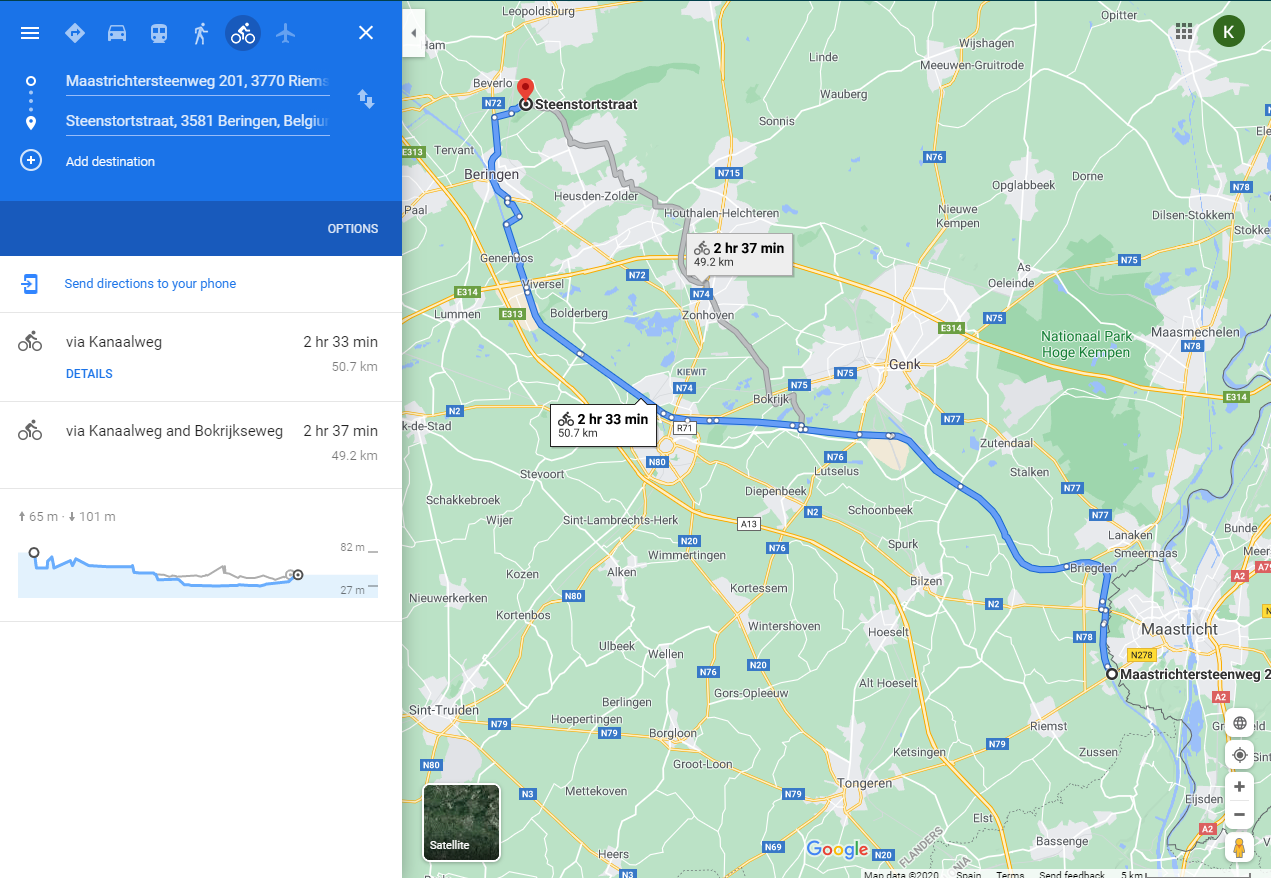 Maastrichtersteenweg 201, 3770 Riems
Steenstortstraat, 3581 Beringen, Belgiu
Add destination
OPTIONS
Send directions to your phone
via Kanaalweg 2 hr 33 min
50.7 km
DETAILS
via Kanaalweg and Bokrijkseweg 2 hr 37 min
49.2 km
65 m · 101 m
82 m
27 m
K
Leopoldsburg
Opitter
Ham
Linde
Wijshagen
Meeuwen-Gruitrode
Beverlo
Wauberg
N72
Steenstortstraat
Sonnis
E313
Tervant
N76
Beringen
N715
Dorne
Opglabbeek
N78
Heusden-Zolder
Paal
Houthalen-Helchteren
Nieuwe
Kempen
Dilsen-Stokkem
Stokke
2 hr 37 min
49.2 km
Genenbos
N75
As
N72
Oeleinde
Viversel
E314
N74
Lummen
E313
Bolderberg
Zonhoven
N75
E314
Nationaal Park
Hoge Kempen
Maasmechelen
N78
Genk
KIEWIT
N75
N75
N74
Bokrijk
E314
N2
k-de-Stad
2 hr 33 min
50.7 km
N77
R71
Zutendaal
N80
N76
Lutselus
Stalken
Stevoort
Diepenbeek
N77
Schakkebroek
Schoonbeek
N2
N77
Wijer
Sint-Lambrechts-Herk
A13
Bunde
Lanaken
Smeermaas
N20
Spurk
N76
Wimmertingen
Meer
A2
A79
Briegden
Kozen
Alken
Bilzen
Kortessem
Nieuwerkerken
N80
N2
Kortenbos
Wintershoven
Hoeselt
N78
Maastricht
Ulbeek
Wellen
N278
N76
N20
Maastrichtersteenweg 2
Alt Hoeselt
Gors-Opleeuw
A2
Berlingen
Sint-Truiden
Hoepertingen
N79
N79
Borgloon
Riemst
N79
Ketsingen
Zussen
N80
Groot-Loon
Tongeren
N3
Mettekoven
N79
Eijsden
Elst
A2
Satellite
Bassenge
N69
Google
N20
FLANDERS
Heers
N3
Map data ©2020 Spain Terms Send feedback 5 km